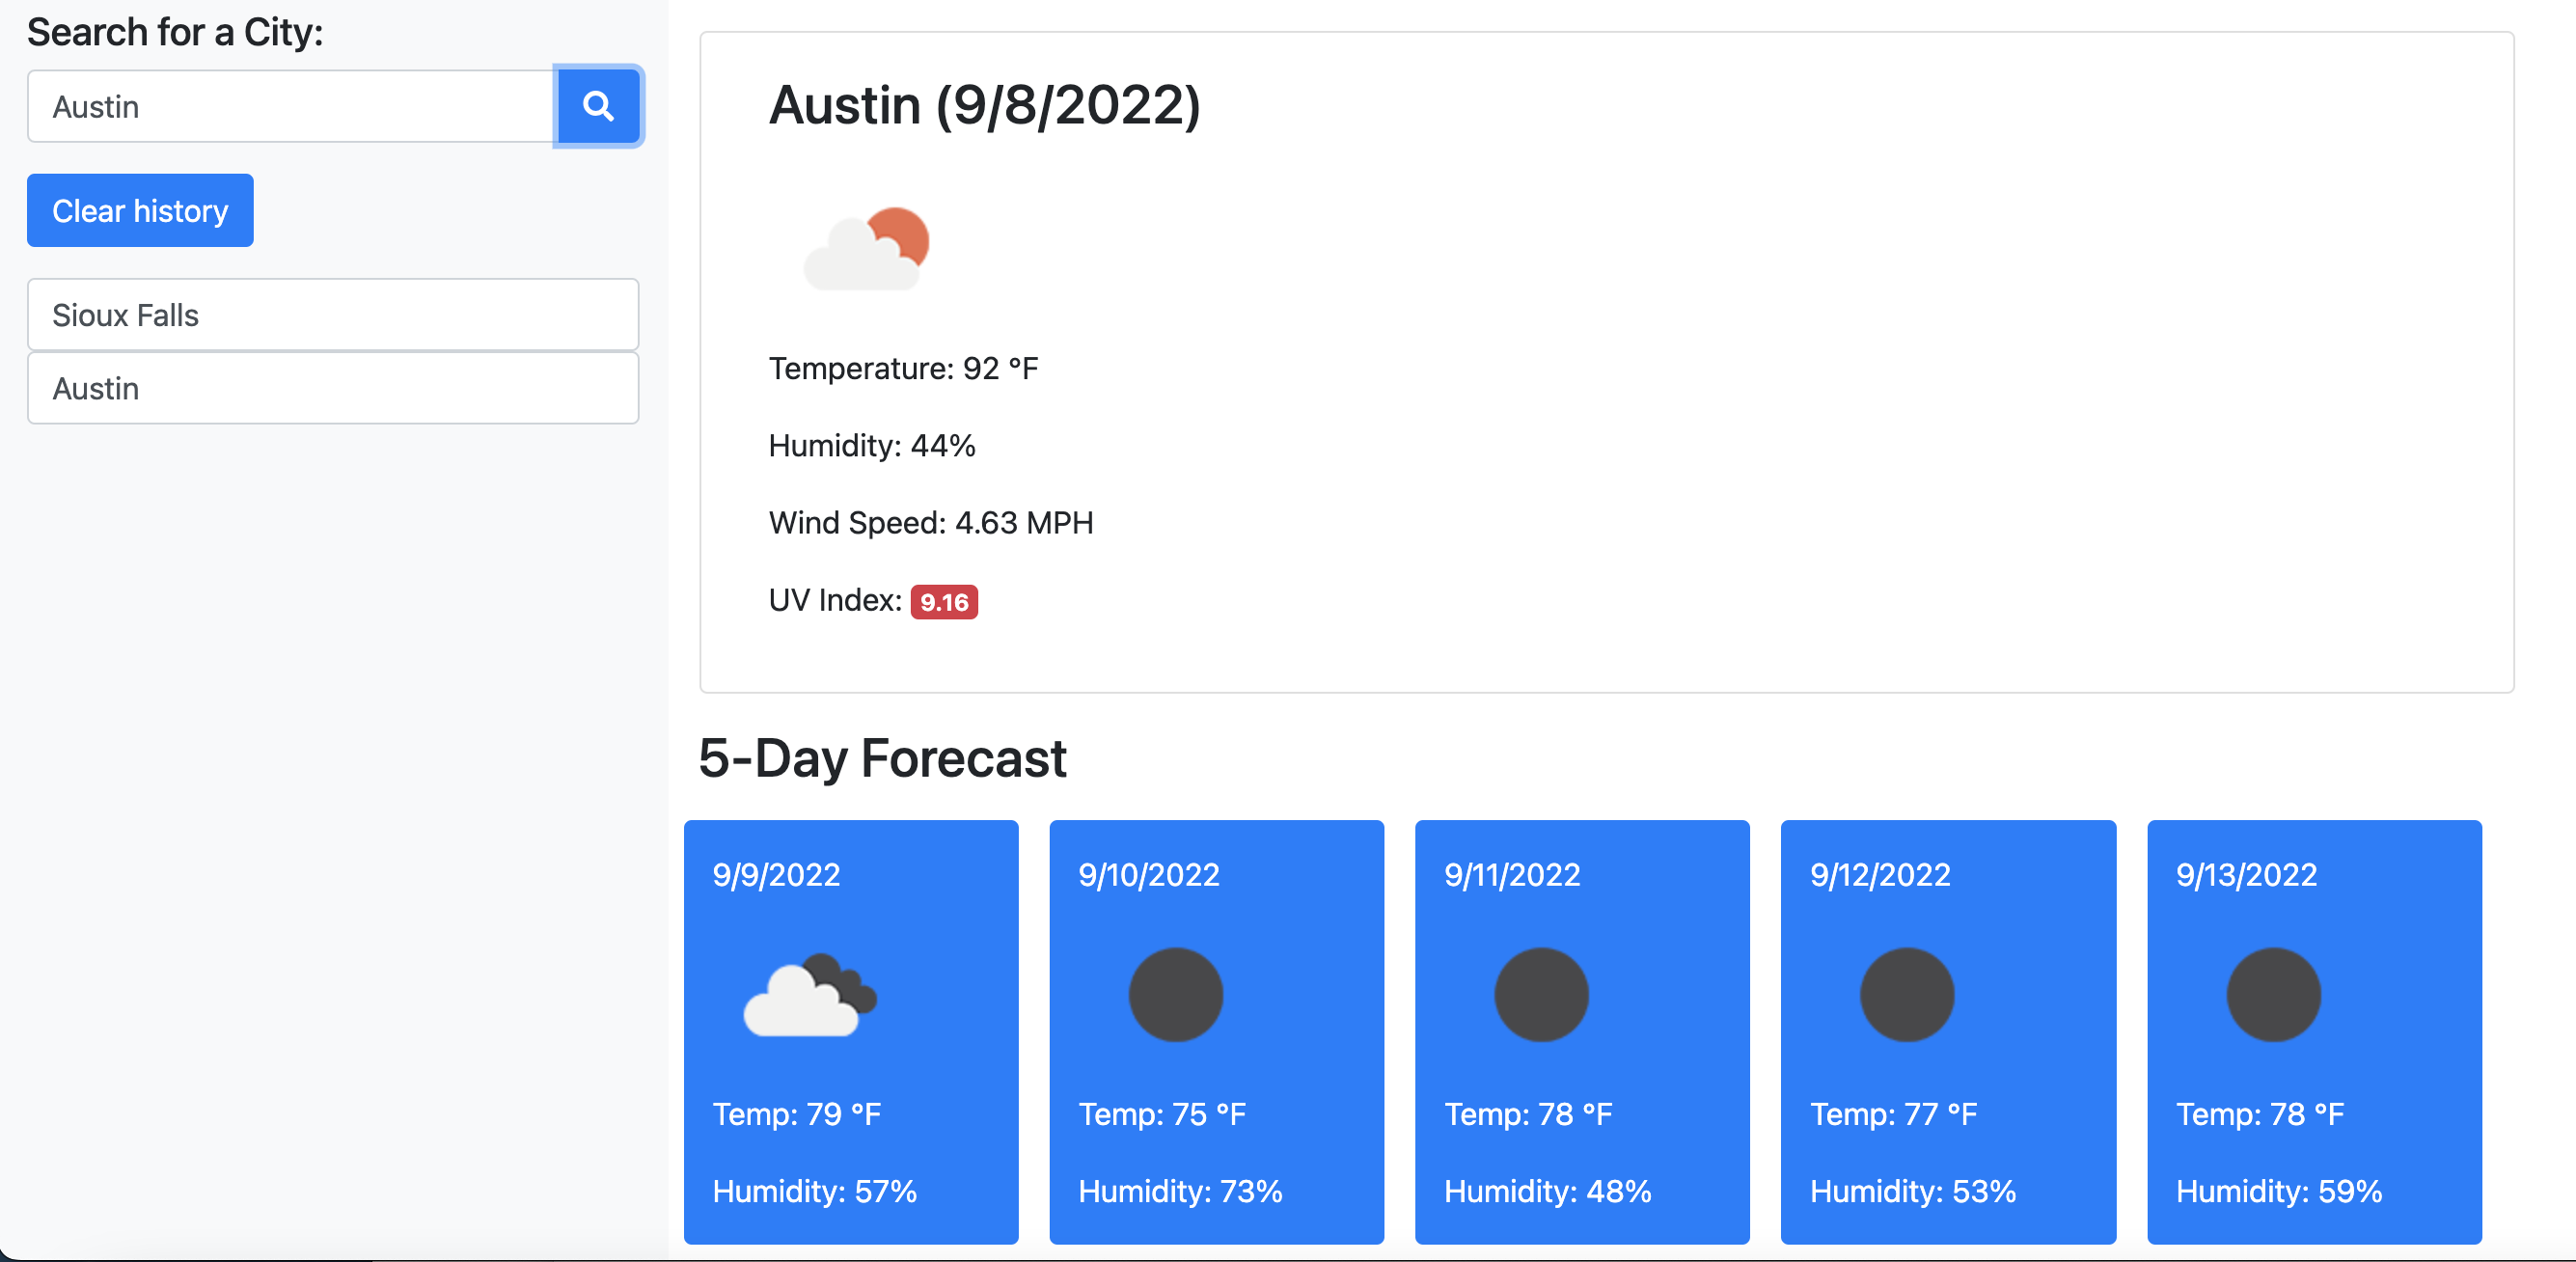 Search for a City:
Austin
Clear history
Sioux Falls
Austin
Austin (9/8/2022)
Temperature: 92 °F
Humidity: 44%
Wind Speed: 4.63 MPH
UV Index: 9.16
5-Day Forecast
9/9/2022
Temp: 79 °F
Humidity: 57%
9/10/2022
Temp: 75 °F
Humidity: 73%
9/11/2022
Temp: 78 °F
Humidity: 48%
9/12/2022
Temp: 77 °F
Humidity: 53%
9/13/2022
Temp: 78 °F
Humidity: 59%